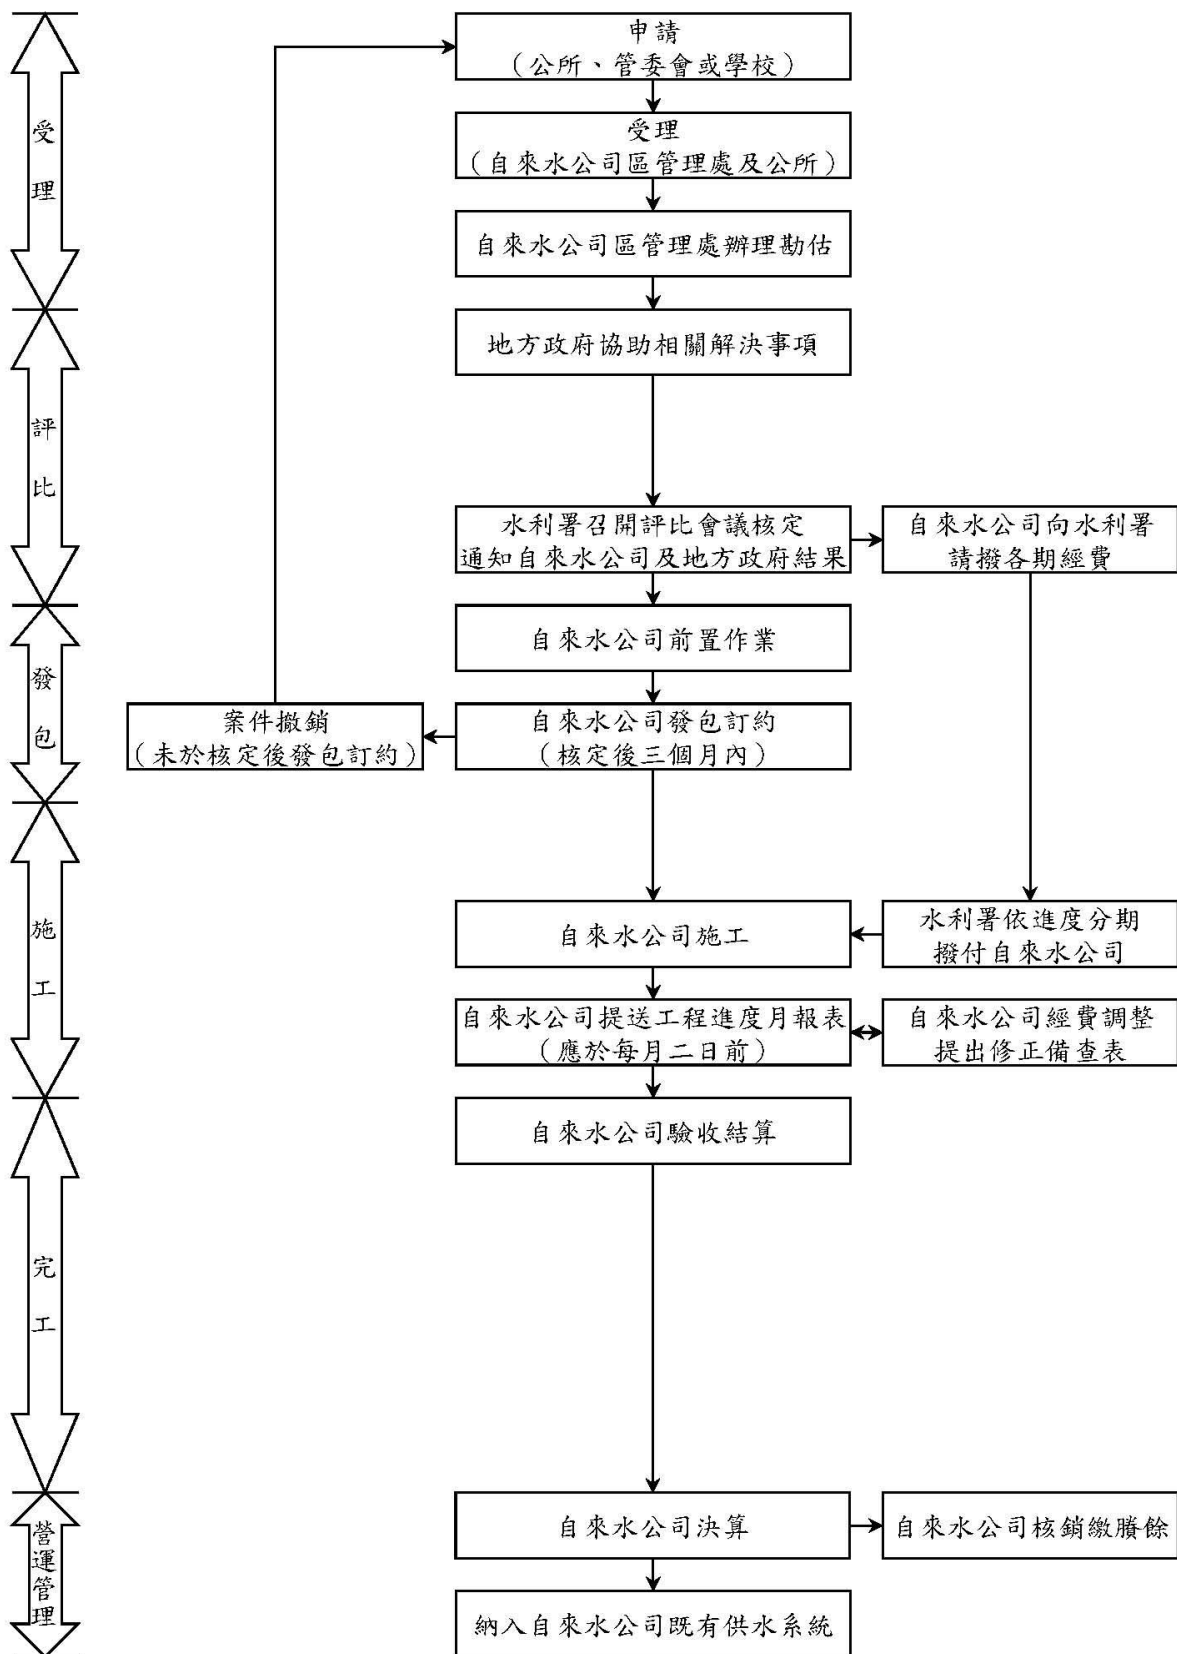 申請
（公所、管委會或學校）
受理
（自來水公司區管理處及公所）
自來水公司區管理處辦理勘估
受
理
地方政府協助相關解決事項
評
比
水利署召開評比會議核定
通知自來水公司及地方政府結果
自來水公司向水利署
請撥各期經費
自來水公司前置作業
發
包
案件撤銷
（未於核定後發包訂約）
自來水公司發包訂約
（核定後三個月內）
施
工
自來水公司施工
水利署依進度分期
撥付自來水公司
自來水公司提送工程進度月報表
（應於每月二日前）
自來水公司經費調整
提出修正備查表
自來水公司驗收結算
完
工
自來水公司決算
自來水公司核銷繳賸餘
營
運
管
理
納入自來水公司既有供水系統